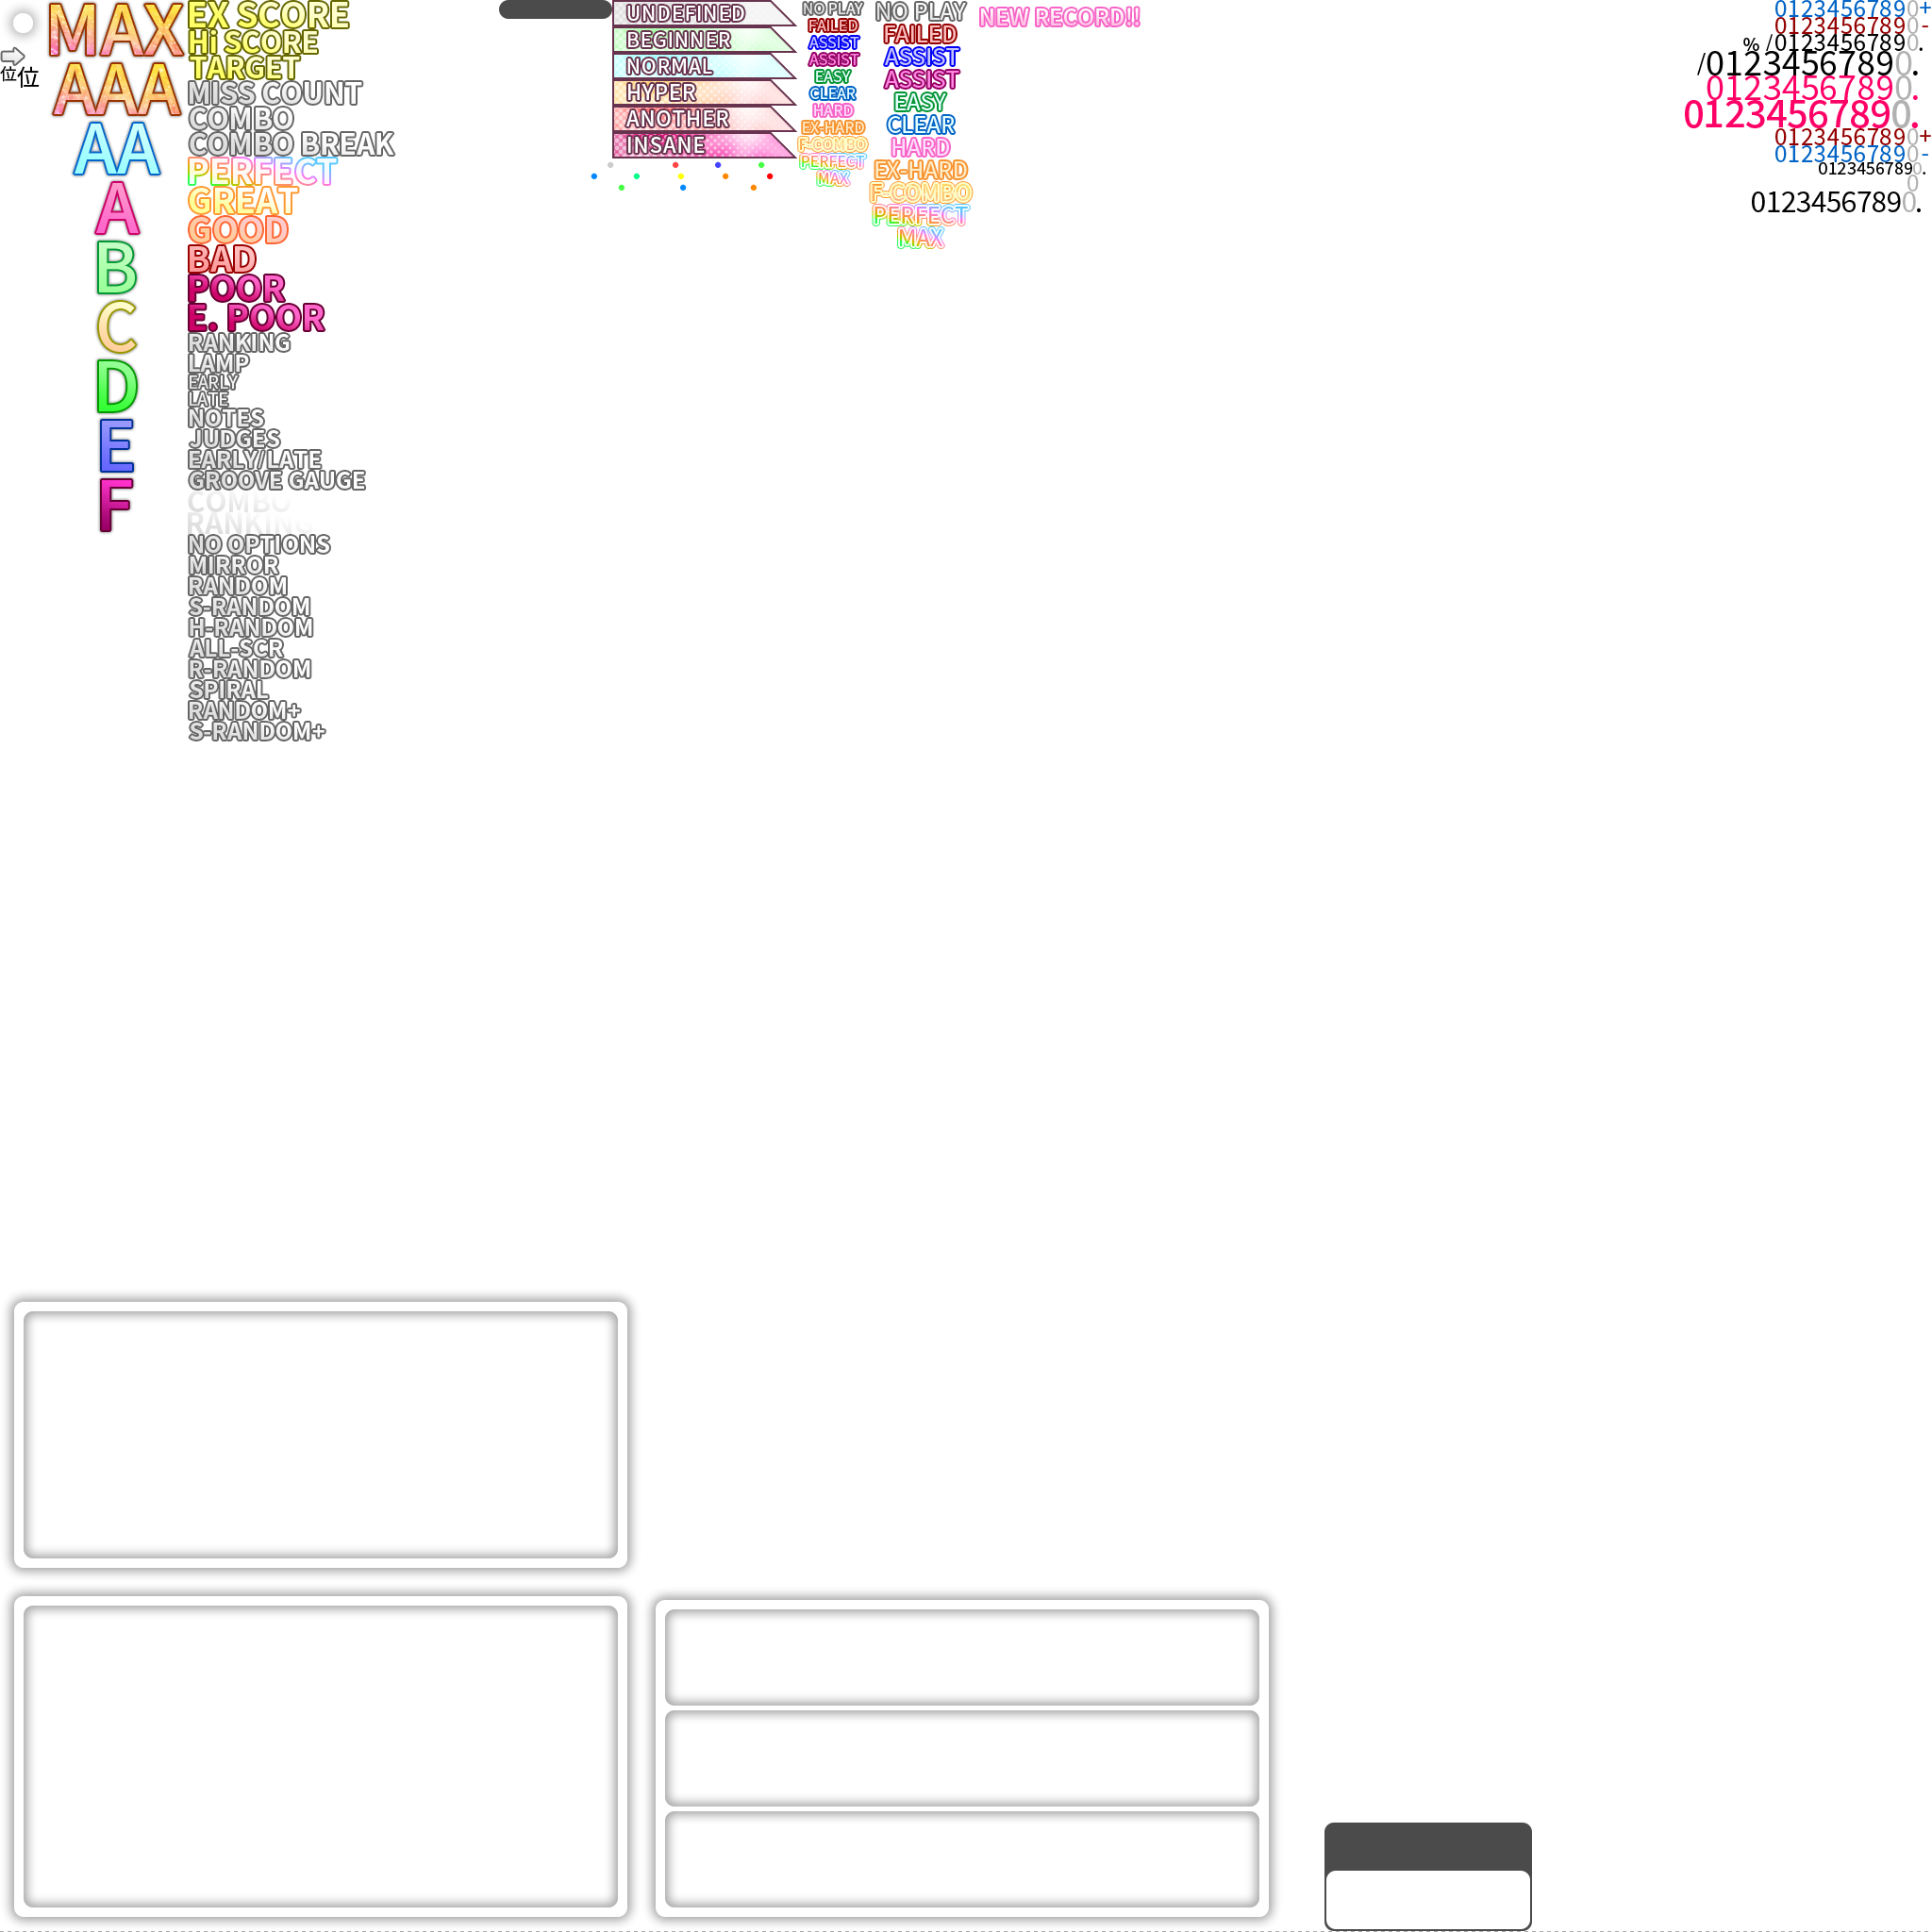 MAX
AAA
AA
A
B
C
D
E
F
位
位
EX SCORE
Hi SCORE
TARGET
MISS COUNT
COMBO
COMBO BREAK
PERFECT
GREAT
GOOD
BAD
POOR
E. POOR
RANKING
LAMP
EARLY
LATE
NOTES
JUDGES
EARLY/LATE
GROOVE GAUGE
COMBO
RANKING
NO OPTIONS
MIRROR
RANDOM
S-RANDOM
H-RANDOM
ALL-SCR
R-RANDOM
SPIRAL
RANDOM+
S-RANDOM+
UNDEFINED
BEGINNER
NORMAL
HYPER
ANOTHER
INSANE
NO PLAY
FAILED
ASSIST
ASSIST
EASY
CLEAR
HARD
EX-HARD
F-COMBO
PERFECT
MAX
NO PLAY
FAILED
ASSIST
ASSIST
EASY
CLEAR
HARD
EX-HARD
F-COMBO
PERFECT
MAX
NEW RECORD!!
01234567890+
01234567890-
% /01234567890.
/01234567890.
01234567890.
01234567890.
01234567890+
01234567890-
01234567890.
0
01234567890.